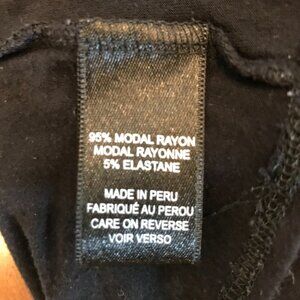 95% MODAL RAYON
MODAL RAYONNE
5% ELASTANE
MADE IN PERU
FABRIQUÉ AU PEROU
CARE ON REVERSE
VOIR VERSO